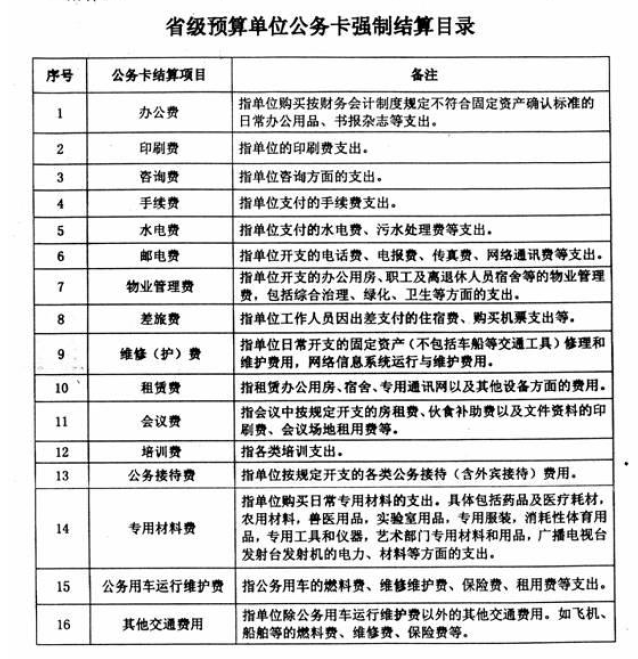 省级预算单位公务卡强制结算目录
序号 公务卡结算项目 备注
1 办公费 指单位购买按财务会计制度规定不符合固定资产确认标准的
日常办公用品、书报杂志等支出。
2 印刷费 指单位的印刷费支出。
3 咨询费 指单位咨询方面的支出。
4 手续费 指单位支付的手续费支出。
5 水电费 指单位支付的水电费、污水处理费等支出。
6 邮电费 指单位开支的电话费、电报费、传真费、网络通讯费等支出。
7 物业管理费 指单位开支的办公用房、职工及离退休人员宿舍等的物业管理
费，包括综合治理、绿化、卫生等方面的支出。
8 差旅费 指单位工作人员因出差支付的住宿费、购买机票支出等。
9 维修（护）费 指单位日常开支的固定资产（不包括车船等交通工具）修理和
维护费用，网络信息系统运行与维护费用。
10 租赁费 指租赁办公用房、宿舍、专用通讯网以及其他设备方面的费用。
11 会议费 指会议中按规定开支的房租费、伙食补助费以及文件资料的印
刷费、会议场地租用费等。
12 培训费 指各类培训支出。
13 公务接待费 指单位按规定开支的各类公务接待（含外宾接待）费用。
14 专用材料费 指单位购买日常专用材料的支出。具体包括药品及医疗耗材，
农用材料，兽医用品，实验室用品，专用服装，消耗性体育用
品，专用工具和仪器，艺术部门专用材料和用品，广播电视台
发射台发射机的电力、材料等方面的支出。
15 公务用车运行维护费 指公务用车的燃料费、维修维护费、保险费、租用费等支出。
16 其他交通费用 指单位除公务用车运行维护费以外的其他交通费用。如飞机、
船舶等的燃料费、维修费、保险费等。